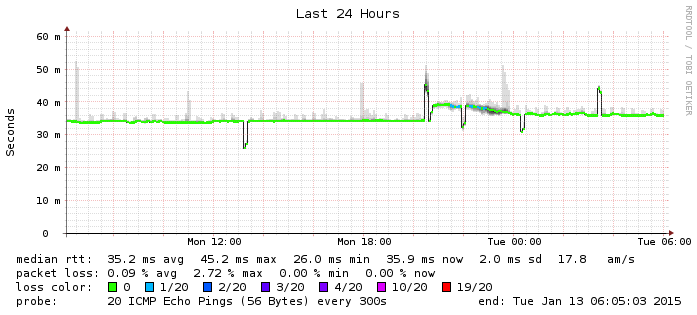 Last 24 Hours
RRDTOOL / TOBI OETIKER
Seconds
60 m
50 m
40 m
30 m
20 m
10 m
0
Mon 12:00 Mon 18:00 Tue 00:00 Tue 06:00
median rtt: 35.2 ms avg 45.2 ms max 26.0 ms min 35.9 ms now 2.0 ms sd 17.8 am/s
packet loss: 0.09 % avg 2.72 % max 0.00 % min 0.00 % now
loss color: 0 1/20 2/20 3/20 4/20 10/20 19/20
probe: 20 ICMP Echo Pings (56 Bytes) every 300s end: Tue Jan 13 06:05:03 2015